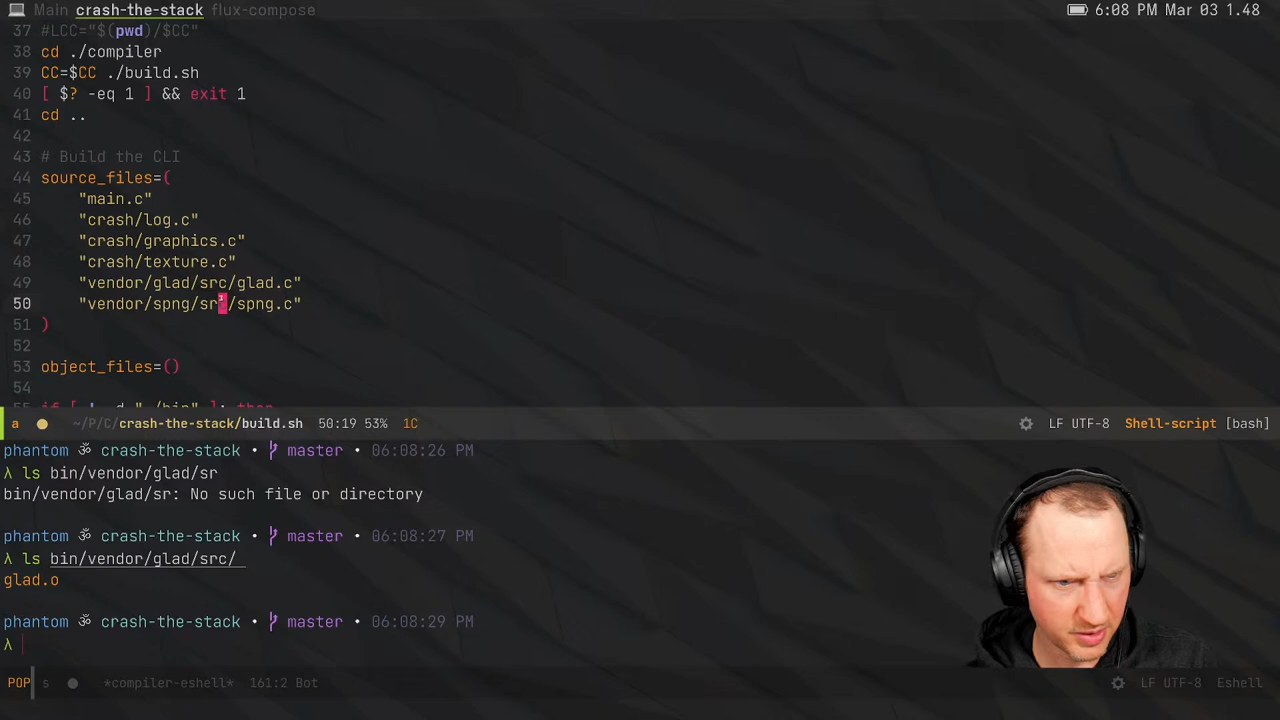 Main crash-the-stack flux-compose 6:08 PM Mar 03 1.48
37 #LCC="$(pwd)/$CC"
38 cd ./compiler
39 CC=$CC ./build.sh
40 [ $? -eq 1 ] && exit 1
41 cd ..
42
43 # Build the CLI
44 source_files=(
45 "main.c"
46 "crash/log.c"
47 "crash/graphics.c"
48 "crash/texture.c"
49 "vendor/glad/src/glad.c"
50 "vendor/spng/src/spng.c"
51 )
52
53 object_files=()
54
55 if [ ! -d "./bin" ]; then
a ~/P/C/crash-the-stack/build.sh 50:19 53% 1C LF UTF-8 Shell-script [bash]
phantom ॐ crash-the-stack • master • 06:08:26 PM
λ ls bin/vendor/glad/sr
bin/vendor/glad/sr: No such file or directory
phantom ॐ crash-the-stack • master • 06:08:27 PM
λ ls bin/vendor/glad/src/
glad.o
phantom ॐ crash-the-stack • master • 06:08:29 PM
λ
POP s *compiler-eshell* 161:2 Bot LF UTF-8 Eshell